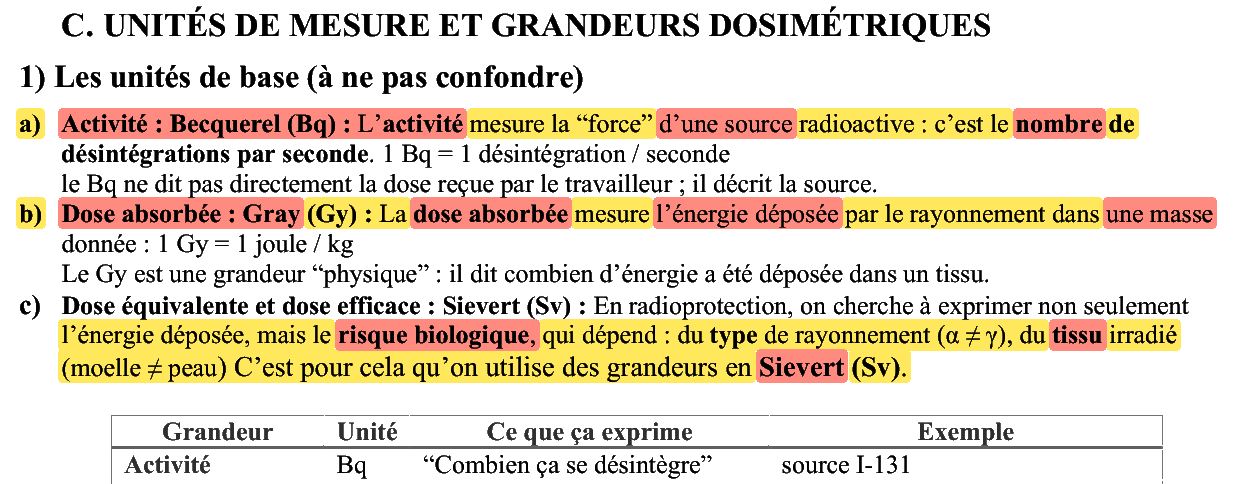 C. UNITÉS DE MESURE ET GRANDEURS DOSIMÉTRIQUES
1) Les unités de base (à ne pas confondre)
a) Activité : Becquerel (Bq) : L’activité mesure la “force” d’une source radioactive : c’est le nombre de
désintégrations par seconde. 1 Bq = 1 désintégration / seconde
le Bq ne dit pas directement la dose reçue par le travailleur ; il décrit la source.
b) Dose absorbée : Gray (Gy) : La dose absorbée mesure l’énergie déposée par le rayonnement dans une masse
donnée : 1 Gy = 1 joule / kg
Le Gy est une grandeur “physique” : il dit combien d’énergie a été déposée dans un tissu.
c) Dose équivalente et dose efficace : Sievert (Sv) : En radioprotection, on cherche à exprimer non seulement
l’énergie déposée, mais le risque biologique, qui dépend : du type de rayonnement (α ≠ γ), du tissu irradié
(moelle ≠ peau) C’est pour cela qu’on utilise des grandeurs en Sievert (Sv).
Grandeur Unité Ce que ça exprime Exemple
Activité Bq “Combien ça se désintègre” source I-131